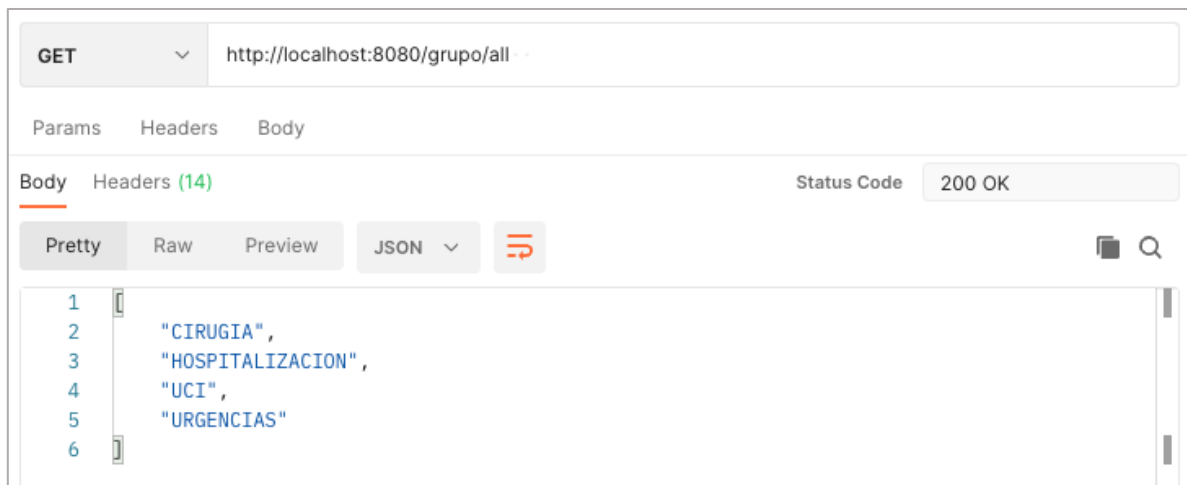 GET http://localhost:8080/grupo/all
Params Headers Body
Body Headers (14) Status Code 200 OK
Pretty Raw Preview JSON
1 [
2 "CIRUGIA",
3 "HOSPITALIZACION",
4 "UCI",
5 "URGENCIAS"
6 ]